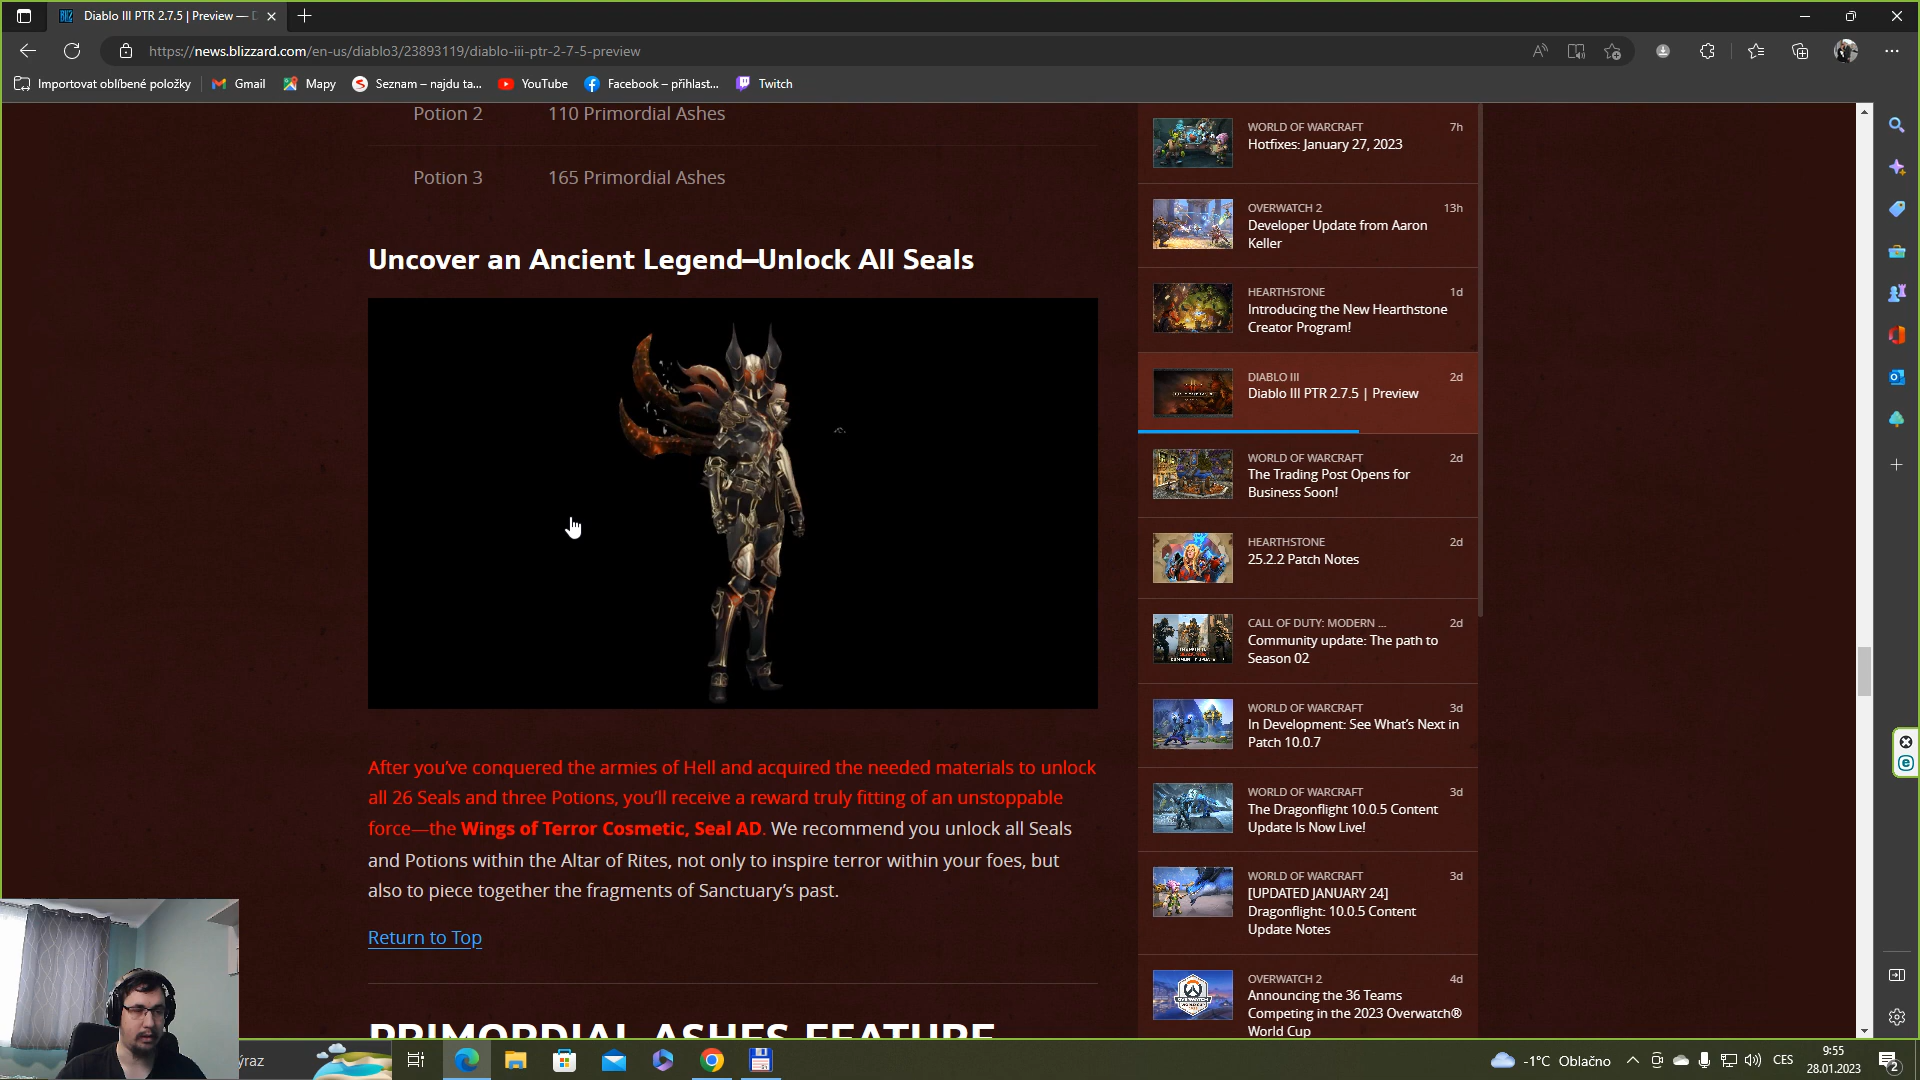 Diablo III PTR 2.7.5 | Preview —
https://news.blizzard.com/en-us/diablo3/23893119/diablo-iii-ptr-2-7-5-preview
Importovat oblíbené položky
Gmail
Mapy
Seznam – najdu ta...
YouTube
Facebook – přihlast...
Twitch
Potion 2 110 Primordial Ashes
Potion 3 165 Primordial Ashes
Uncover an Ancient Legend—Unlock All Seals
After you've conquered the armies of Hell and acquired the needed materials to unlock
all 26 Seals and three Potions, you'll receive a reward truly fitting of an unstoppable
force—the Wings of Terror Cosmetic, Seal AD. We recommend you unlock all Seals
and Potions within the Altar of Rites, not only to inspire terror within your foes, but
also to piece together the fragments of Sanctuary's past.
Return to Top
PRIMORDIAL ASHES FEATURE
WORLD OF WARCRAFT 7h
Hotfixes: January 27, 2023
OVERWATCH 2 13h
Developer Update from Aaron
Keller
HEARTHSTONE 1d
Introducing the New Hearthstone
Creator Program!
DIABLO III 2d
Diablo III PTR 2.7.5 | Preview
WORLD OF WARCRAFT 2d
The Trading Post Opens for
Business Soon!
HEARTHSTONE 2d
25.2.2 Patch Notes
CALL OF DUTY: MODERN ... 2d
Community update: The path to
Season 02
WORLD OF WARCRAFT 3d
In Development: See What's Next in
Patch 10.0.7
WORLD OF WARCRAFT 3d
The Dragonflight 10.0.5 Content
Update Is Now Live!
WORLD OF WARCRAFT 3d
[UPDATED JANUARY 24]
Dragonflight: 10.0.5 Content
Update Notes
OVERWATCH 2 4d
Announcing the 36 Teams
Competing in the 2023 Overwatch®
World Cup
ýraz
-1°C Oblačno
CES
9:55
28.01.2023
2